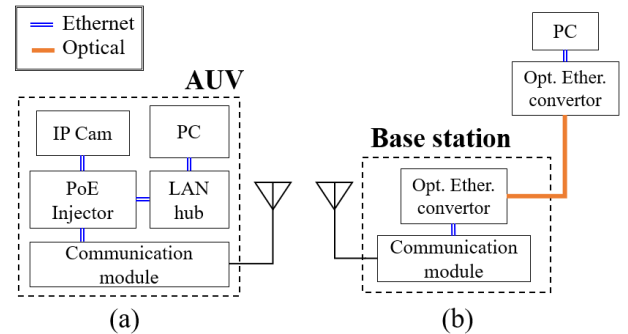 Ethernet
Optical
AUV
IP Cam
PC
PoE
Injector
LAN
hub
Communication
module
(a)
PC
Opt. Ether.
convertor
Base station
Opt. Ether.
convertor
Communication
module
(b)